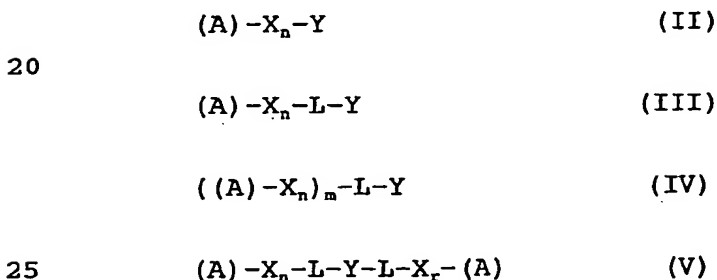 (A)-Xₙ-Y (II)
20
(A)-Xₙ-L-Y (III)
((A)-Xₙ)ₘ-L-Y (IV)
25 (A)-Xₙ-L-Y-L-Xᵣ-(A) (V)